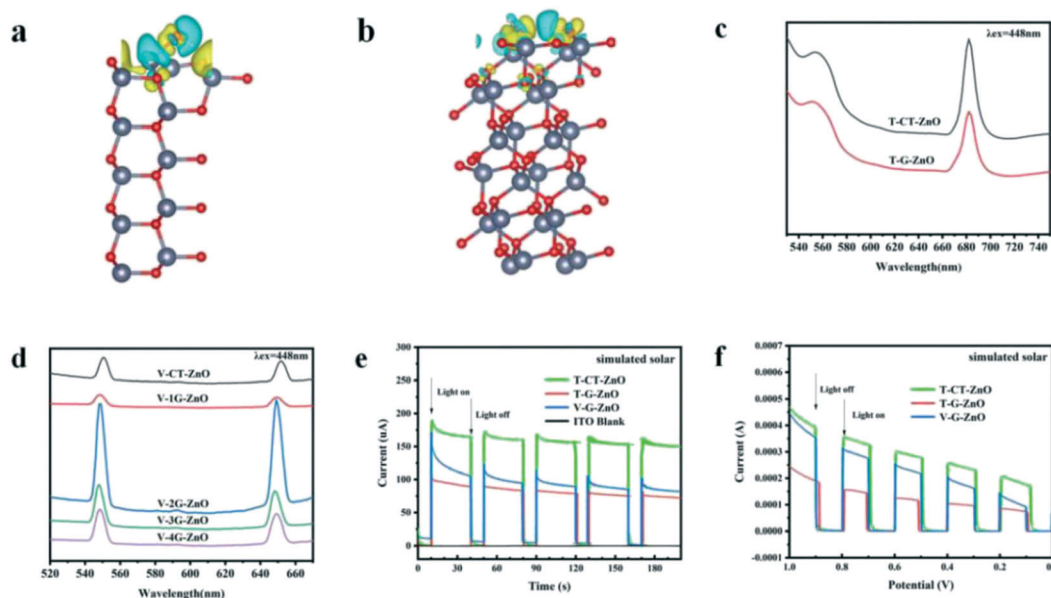 a
b
c
λex=448nm
T-CT-ZnO
T-G-ZnO
540 560 580 600 620 640 660 680 700 720 740
Wavelength(nm)
d
λex=448nm
V-CT-ZnO
V-1G-ZnO
V-2G-ZnO
V-3G-ZnO
V-4G-ZnO
520 540 560 580 600 620 640 660
Wavelength(nm)
e
simulated solar
T-CT-ZnO
T-G-ZnO
V-G-ZnO
ITO Blank
Light on
Light off
300
250
200
150
100
50
0
Current (uA)
0 30 60 90 120 150 180
Time (s)
f
simulated solar
T-CT-ZnO
T-G-ZnO
V-G-ZnO
Light off
Light on
0.0007
0.0006
0.0005
0.0004
0.0003
0.0002
0.0001
0.0000
-0.0001
Current (A)
1.0 0.8 0.6 0.4 0.2 0.0
Potential (V)